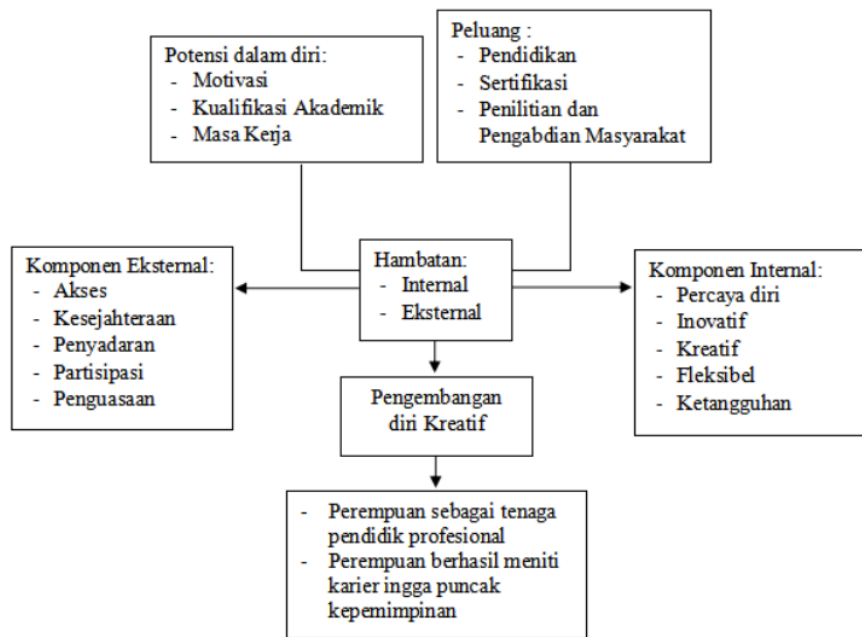 Potensi dalam diri:
- Motivasi
- Kualifikasi Akademik
- Masa Kerja
Peluang :
- Pendidikan
- Sertifikasi
- Penilitian dan
Pengabdian Masyarakat
Komponen Eksternal:
- Akses
- Kesejahteraan
- Penyadaran
- Partisipasi
- Penguasaan
Hambatan:
- Internal
- Eksternal
Komponen Internal:
- Percaya diri
- Inovatif
- Kreatif
- Fleksibel
- Ketangguhan
Pengembangan
diri Kreatif
- Perempuan sebagai tenaga
pendidik profesional
- Perempuan berhasil meniti
karier ingga puncak
kepemimpinan